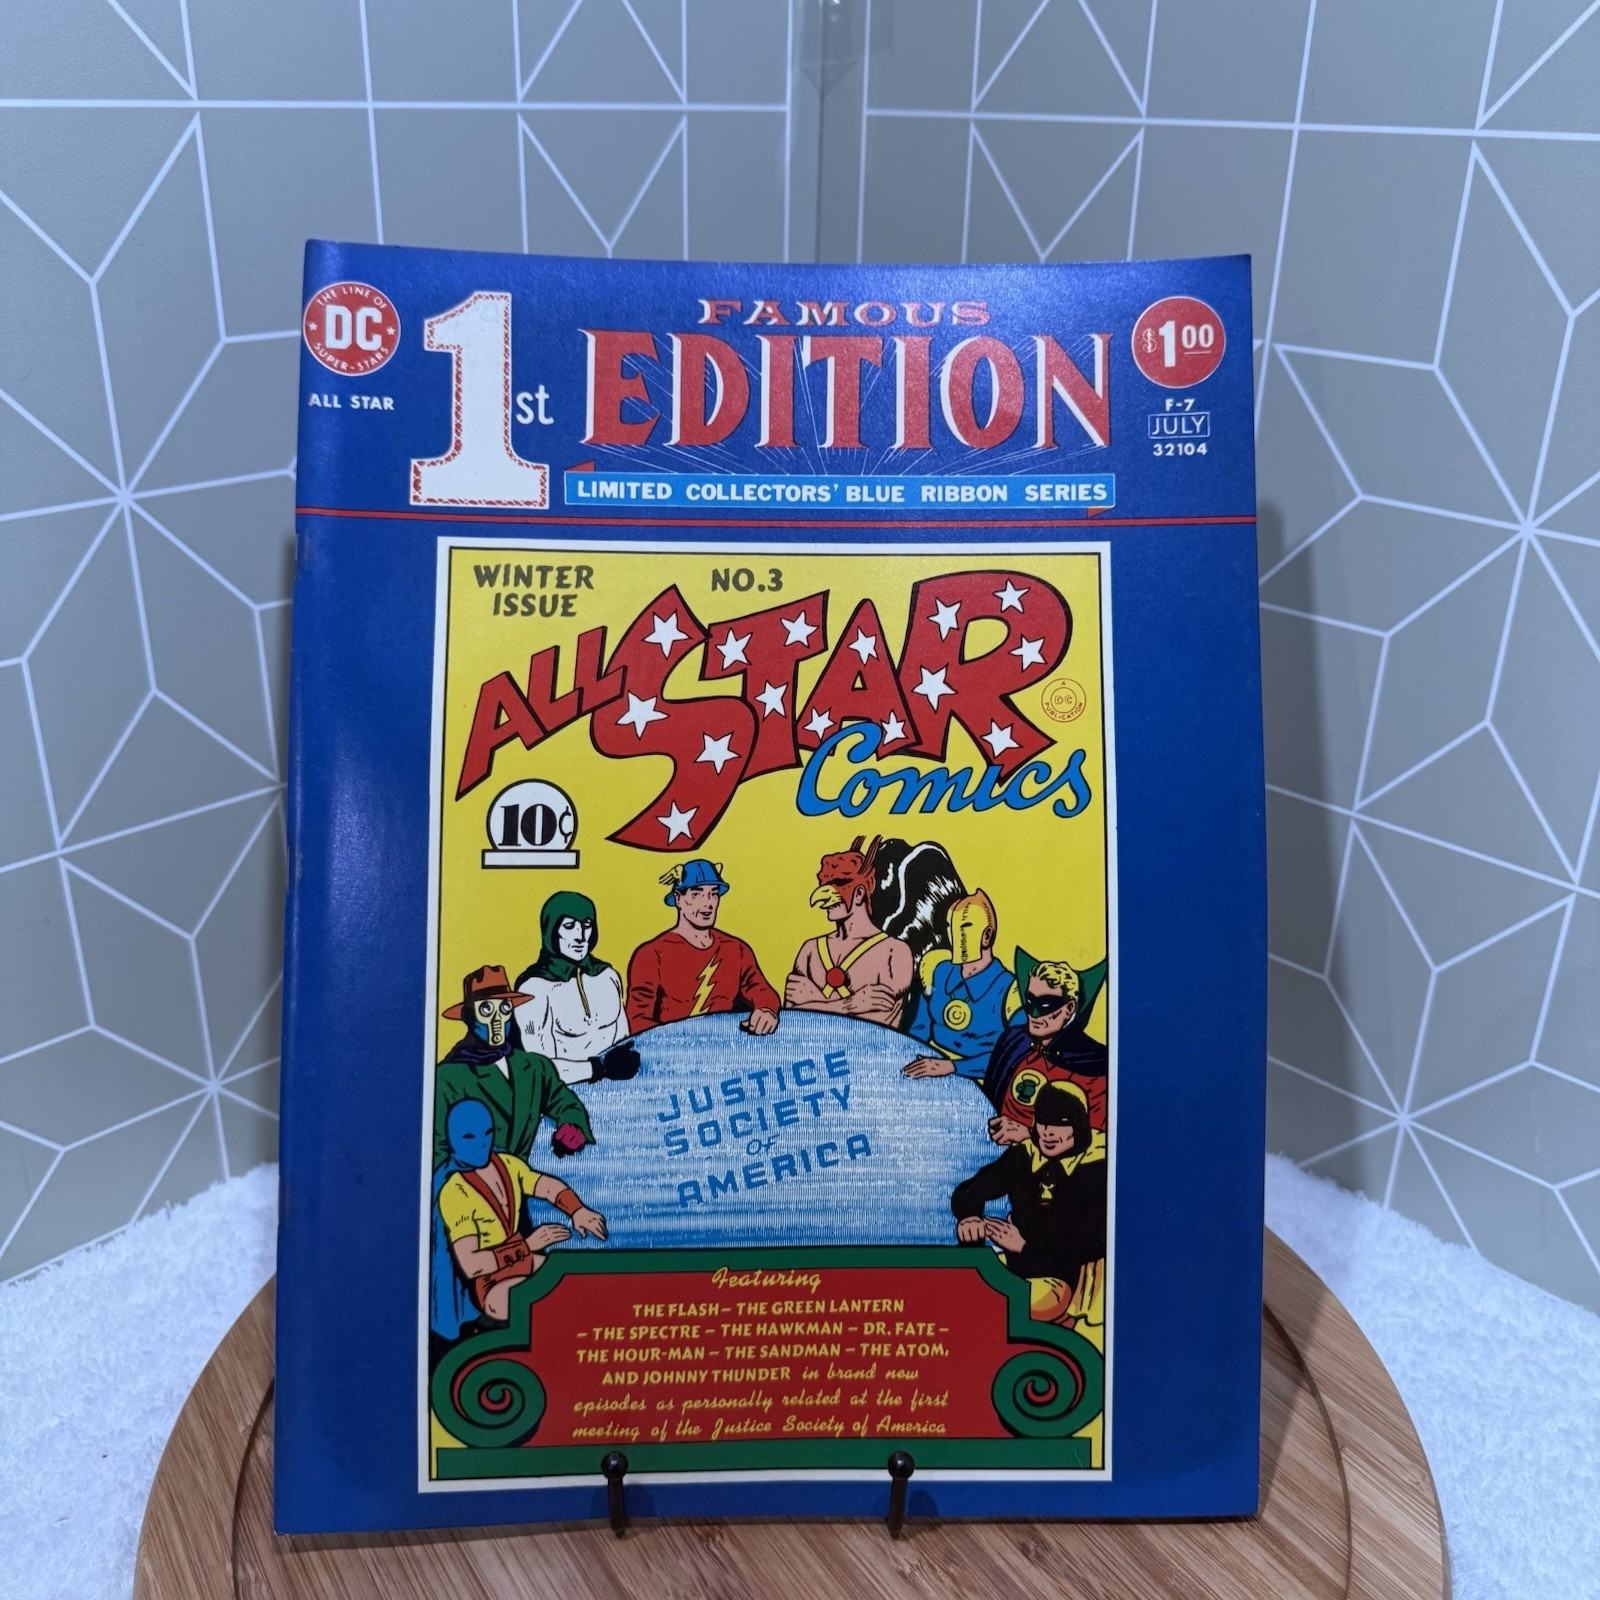 THE LINE OF
DC
SUPER-STARS
ALL STAR
1st
FAMOUS
EDITION
LIMITED COLLECTORS' BLUE RIBBON SERIES
$1.00
F-7
JULY
32104
WINTER
ISSUE
NO.3
ALL STAR
Comics
A
DC
PUBLICATION
10¢
JUSTICE
SOCIETY
OF
AMERICA
Featuring
THE FLASH – THE GREEN LANTERN
– THE SPECTRE – THE HAWKMAN – DR. FATE –
THE HOUR-MAN – THE SANDMAN – THE ATOM,
AND JOHNNY THUNDER in brand new
episodes as personally related at the first
meeting of the Justice Society of America